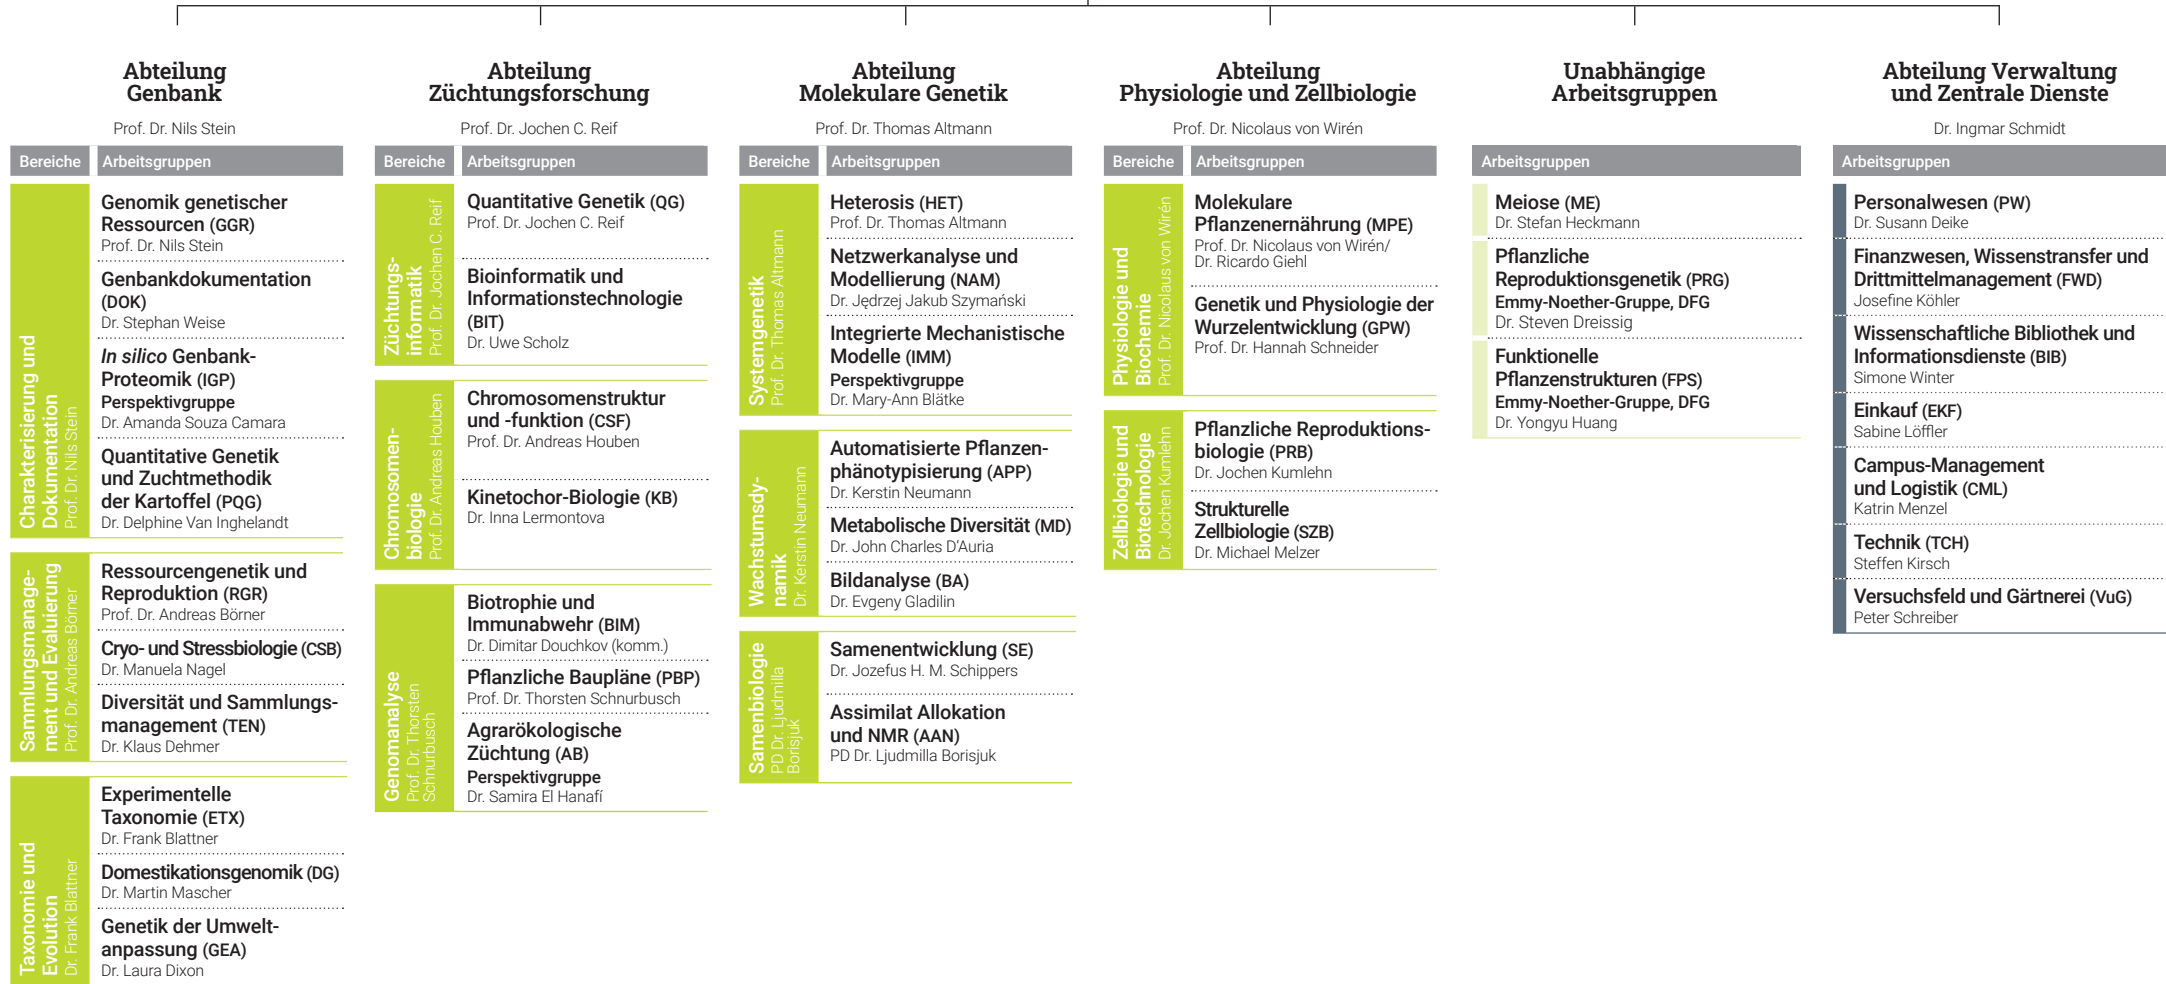 Abteilung
Genbank
Prof. Dr. Nils Stein
Bereiche
Arbeitsgruppen
Charakterisierung und
Dokumentation
Prof. Dr. Nils Stein
Genomik genetischer
Ressourcen (GGR)
Prof. Dr. Nils Stein
Genbankdokumentation
(DOK)
Dr. Stephan Weise
In silico Genbank-
Proteomik (IGP)
Perspektivgruppe
Dr. Amanda Souza Camara
Quantitative Genetik
und Zuchtmethodik
der Kartoffel (PQG)
Dr. Delphine Van Inghelandt
Sammlungsmanage-
ment und Evaluierung
Prof. Dr. Andreas Börner
Ressourcengenetik und
Reproduktion (RGR)
Prof. Dr. Andreas Börner
Cryo- und Stressbiologie (CSB)
Dr. Manuela Nagel
Diversität und Sammlungs-
management (TEN)
Dr. Klaus Dehmer
Taxonomie und
Evolution
Dr. Frank Blattner
Experimentelle
Taxonomie (ETX)
Dr. Frank Blattner
Domestikationsgenomik (DG)
Dr. Martin Mascher
Genetik der Umwelt-
anpassung (GEA)
Dr. Laura Dixon
Abteilung
Züchtungsforschung
Prof. Dr. Jochen C. Reif
Bereiche
Arbeitsgruppen
Züchtungs-
informatik
Prof. Dr. Jochen C. Reif
Quantitative Genetik (QG)
Prof. Dr. Jochen C. Reif
Bioinformatik und
Informationstechnologie
(BIT)
Dr. Uwe Scholz
Chromosomen-
biologie
Prof. Dr. Andreas Houben
Chromosomenstruktur
und -funktion (CSF)
Prof. Dr. Andreas Houben
Kinetochor-Biologie (KB)
Dr. Inna Lermontova
Genomanalyse
Prof. Dr. Thorsten
Schnurbusch
Biotrophie und
Immunabwehr (BIM)
Dr. Dimitar Douchkov (komm.)
Pflanzliche Baupläne (PBP)
Prof. Dr. Thorsten Schnurbusch
Agrarökologische
Züchtung (AB)
Perspektivgruppe
Dr. Samira El Hanafí
Abteilung
Molekulare Genetik
Prof. Dr. Thomas Altmann
Bereiche
Arbeitsgruppen
Systemgenetik
Prof. Dr. Thomas Altmann
Heterosis (HET)
Prof. Dr. Thomas Altmann
Netzwerkanalyse und
Modellierung (NAM)
Dr. Jędrzej Jakub Szymański
Integrierte Mechanistische
Modelle (IMM)
Perspektivgruppe
Dr. Mary-Ann Blätke
Wachstumsdy-
namik
Dr. Kerstin Neumann
Automatisierte Pflanzen-
phänotypisierung (APP)
Dr. Kerstin Neumann
Metabolische Diversität (MD)
Dr. John Charles D'Auria
Bildanalyse (BA)
Dr. Evgeny Gladilin
Samenbiologie
PD Dr. Ljudmilla
Borisjuk
Samenentwicklung (SE)
Dr. Jozefus H. M. Schippers
Assimilat Allokation
und NMR (AAN)
PD Dr. Ljudmilla Borisjuk
Abteilung
Physiologie und Zellbiologie
Prof. Dr. Nicolaus von Wirén
Bereiche
Arbeitsgruppen
Physiologie und
Biochemie
Prof. Dr. Nicolaus von Wirén
Molekulare
Pflanzenernährung (MPE)
Prof. Dr. Nicolaus von Wirén/
Dr. Ricardo Giehl
Genetik und Physiologie der
Wurzelentwicklung (GPW)
Prof. Dr. Hannah Schneider
Zellbiologie und
Biotechnologie
Dr. Jochen Kumlehn
Pflanzliche Reproduktions-
biologie (PRB)
Dr. Jochen Kumlehn
Strukturelle
Zellbiologie (SZB)
Dr. Michael Melzer
Unabhängige
Arbeitsgruppen
Arbeitsgruppen
Meiose (ME)
Dr. Stefan Heckmann
Pflanzliche
Reproduktionsgenetik (PRG)
Emmy-Noether-Gruppe, DFG
Dr. Steven Dreissig
Funktionelle
Pflanzenstrukturen (FPS)
Emmy-Noether-Gruppe, DFG
Dr. Yongyu Huang
Abteilung Verwaltung
und Zentrale Dienste
Dr. Ingmar Schmidt
Arbeitsgruppen
Personalwesen (PW)
Dr. Susann Deike
Finanzwesen, Wissenstransfer und
Drittmittelmanagement (FWD)
Josefine Köhler
Wissenschaftliche Bibliothek und
Informationsdienste (BIB)
Simone Winter
Einkauf (EKF)
Sabine Löffler
Campus-Management
und Logistik (CML)
Katrin Menzel
Technik (TCH)
Steffen Kirsch
Versuchsfeld und Gärtnerei (VuG)
Peter Schreiber